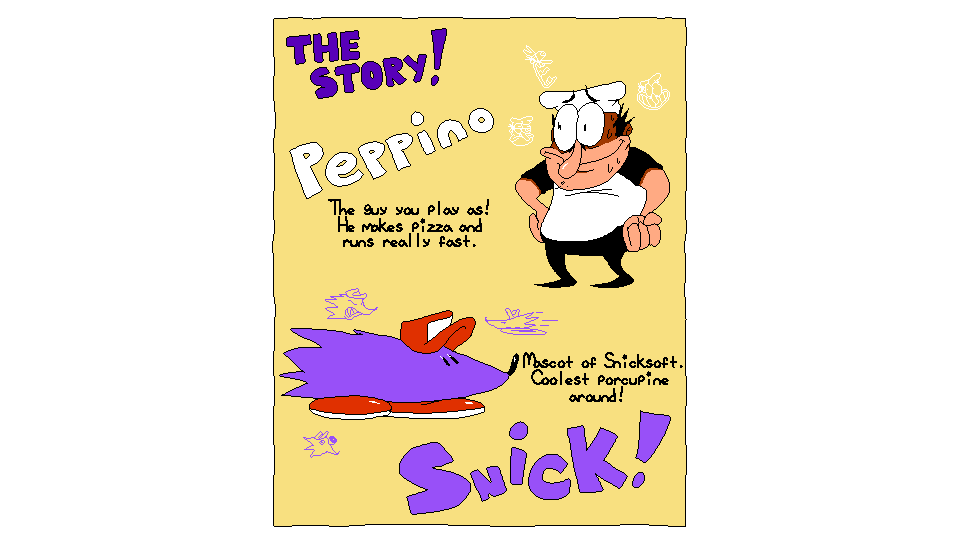 THE
STORY!
Peppino
The guy you play as!
He makes pizza and
runs really fast.
Mascot of Snicksoft.
Coolest porcupine
around!
SNiCK!